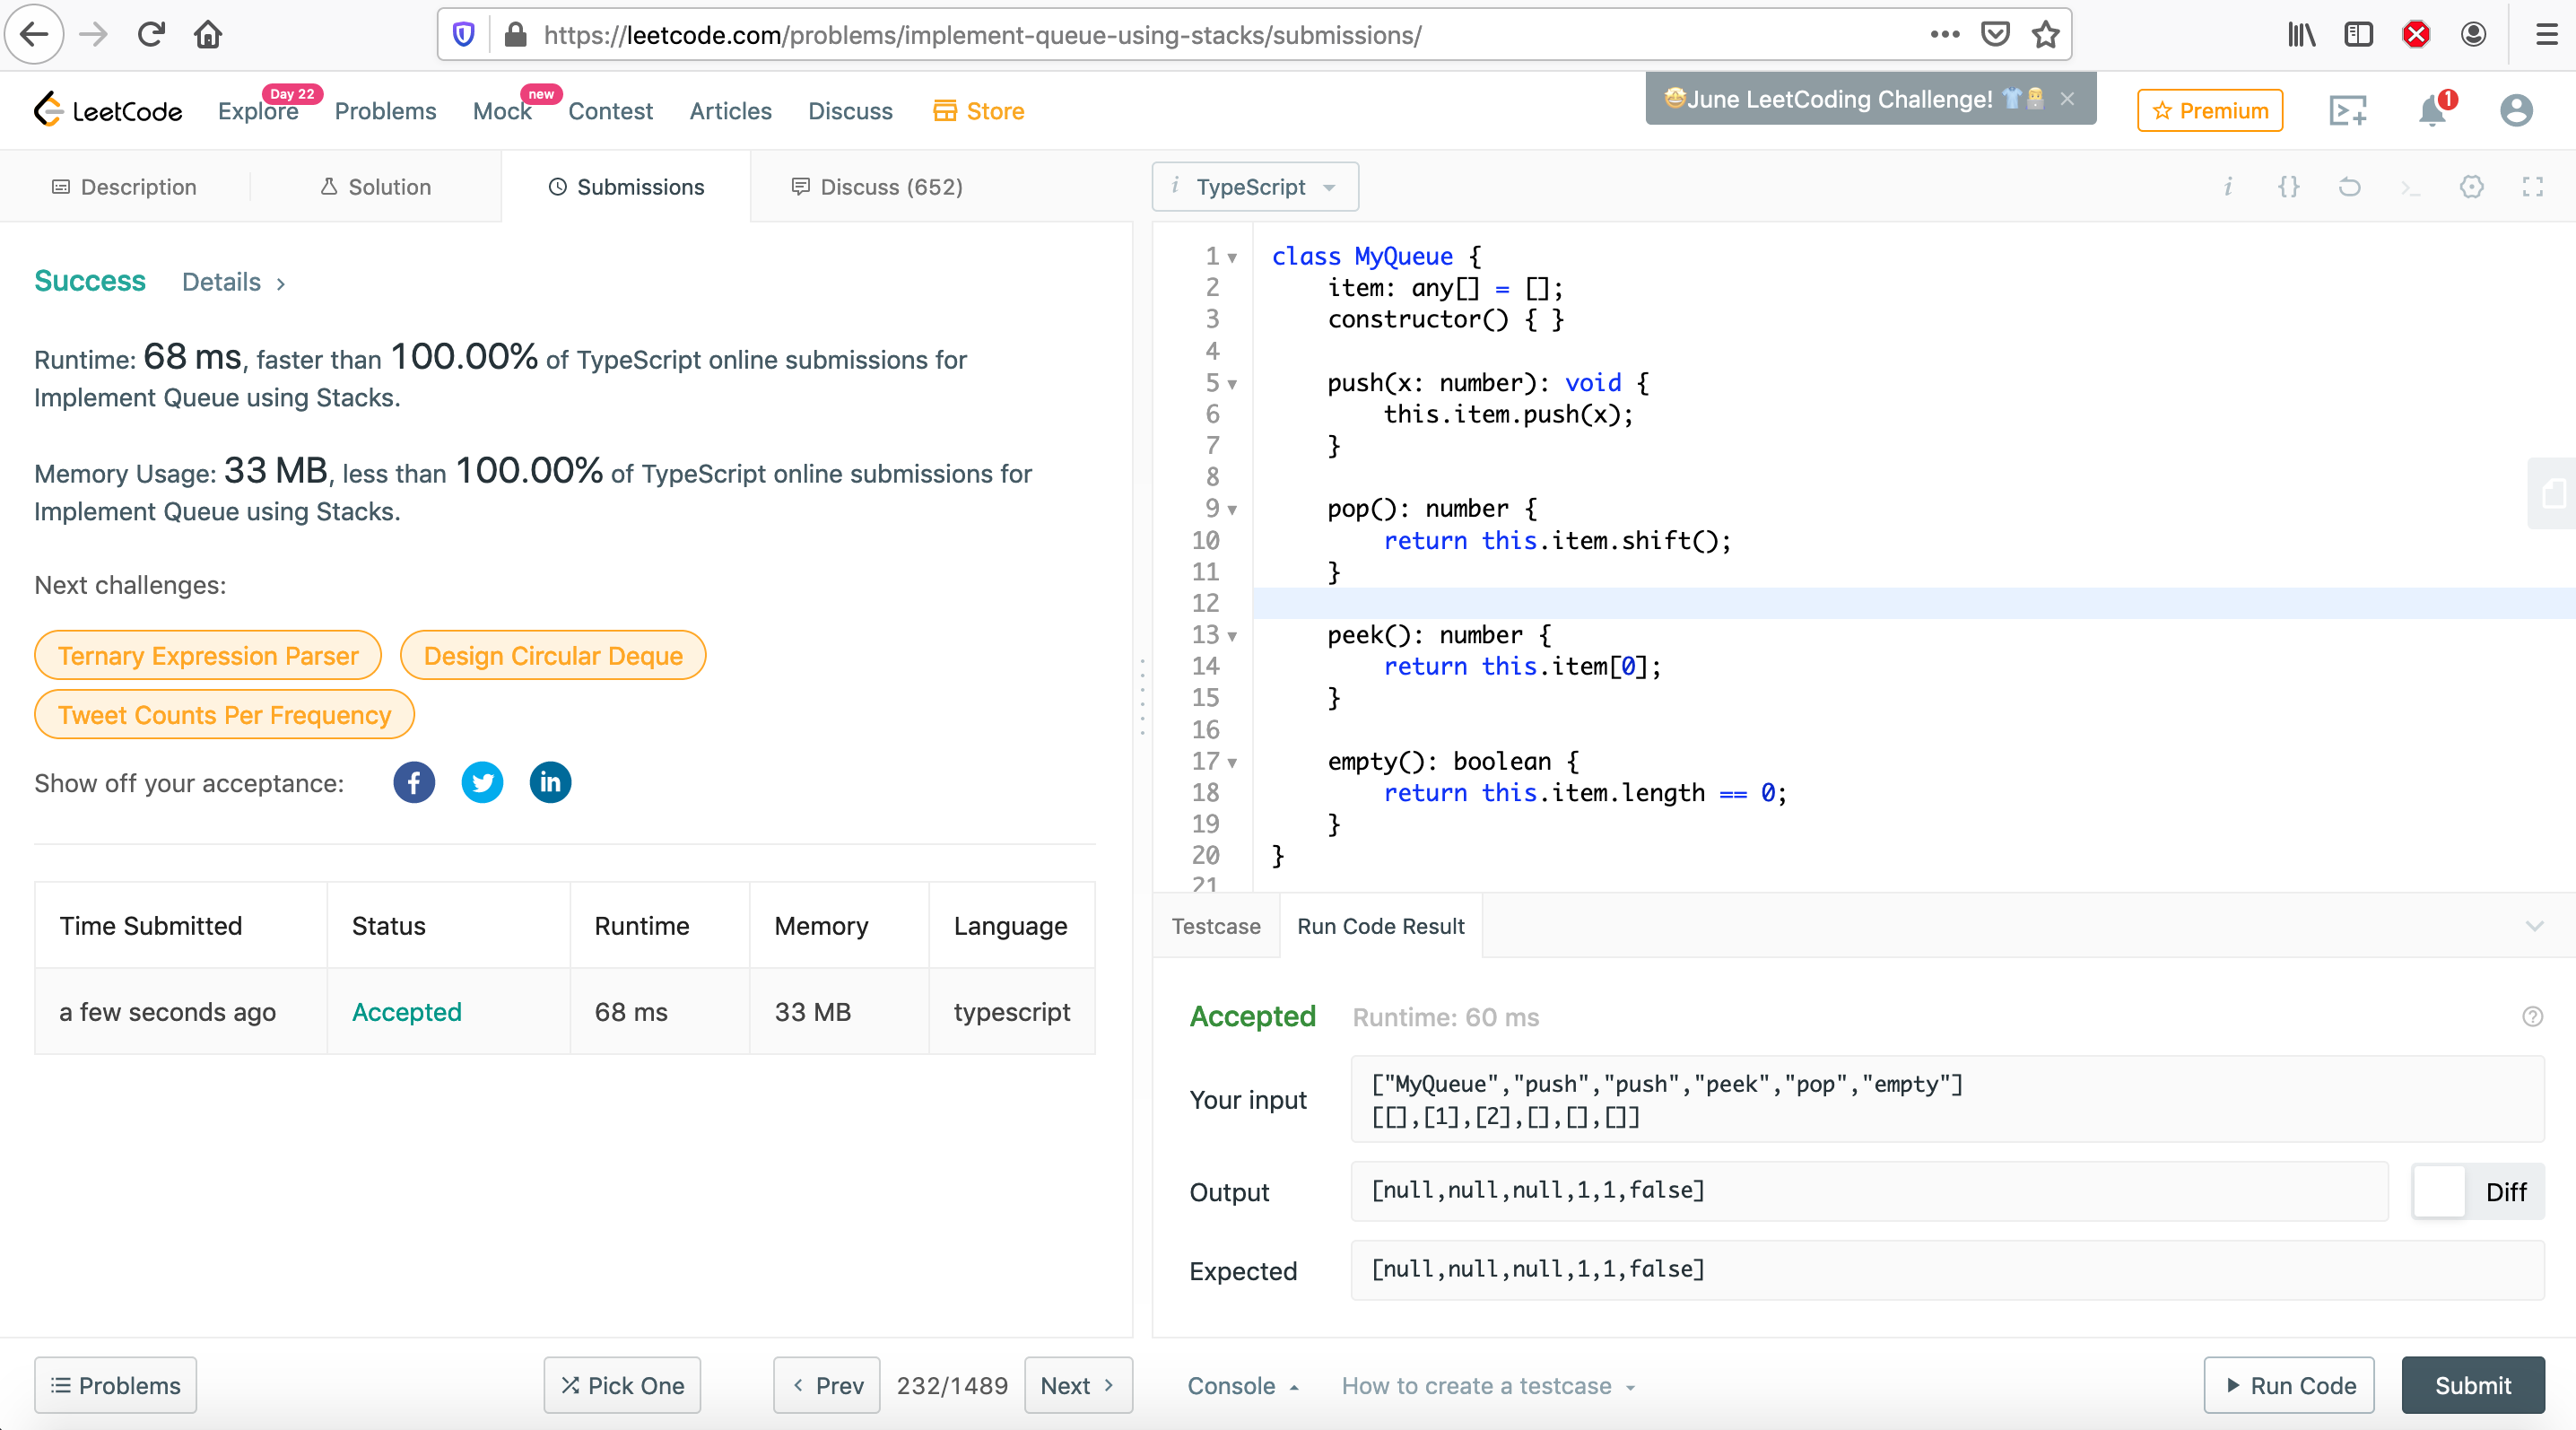 https://leetcode.com/problems/implement-queue-using-stacks/submissions/
LeetCode
Explore
Day 22
Problems
Mock
new
Contest
Articles
Discuss
Store
🤩June LeetCoding Challenge!
Premium
1
Description
Solution
Submissions
Discuss (652)
i TypeScript
Success Details
Runtime: 68 ms, faster than 100.00% of TypeScript online submissions for
Implement Queue using Stacks.
Memory Usage: 33 MB, less than 100.00% of TypeScript online submissions for
Implement Queue using Stacks.
Next challenges:
Ternary Expression Parser
Design Circular Deque
Tweet Counts Per Frequency
Show off your acceptance:
Time Submitted Status Runtime Memory Language
a few seconds ago Accepted 68 ms 33 MB typescript
1 class MyQueue {
2     item: any[] = [];
3     constructor() { }
4
5     push(x: number): void {
6         this.item.push(x);
7     }
8
9     pop(): number {
10         return this.item.shift();
11     }
12
13     peek(): number {
14         return this.item[0];
15     }
16
17     empty(): boolean {
18         return this.item.length == 0;
19     }
20 }
21
Testcase Run Code Result
Accepted Runtime: 60 ms
Your input
["MyQueue","push","push","peek","pop","empty"]
[[],[1],[2],[],[],[]]
Output
[null,null,null,1,1,false]
Diff
Expected
[null,null,null,1,1,false]
Problems
Pick One
Prev
232/1489
Next
Console
How to create a testcase
Run Code
Submit